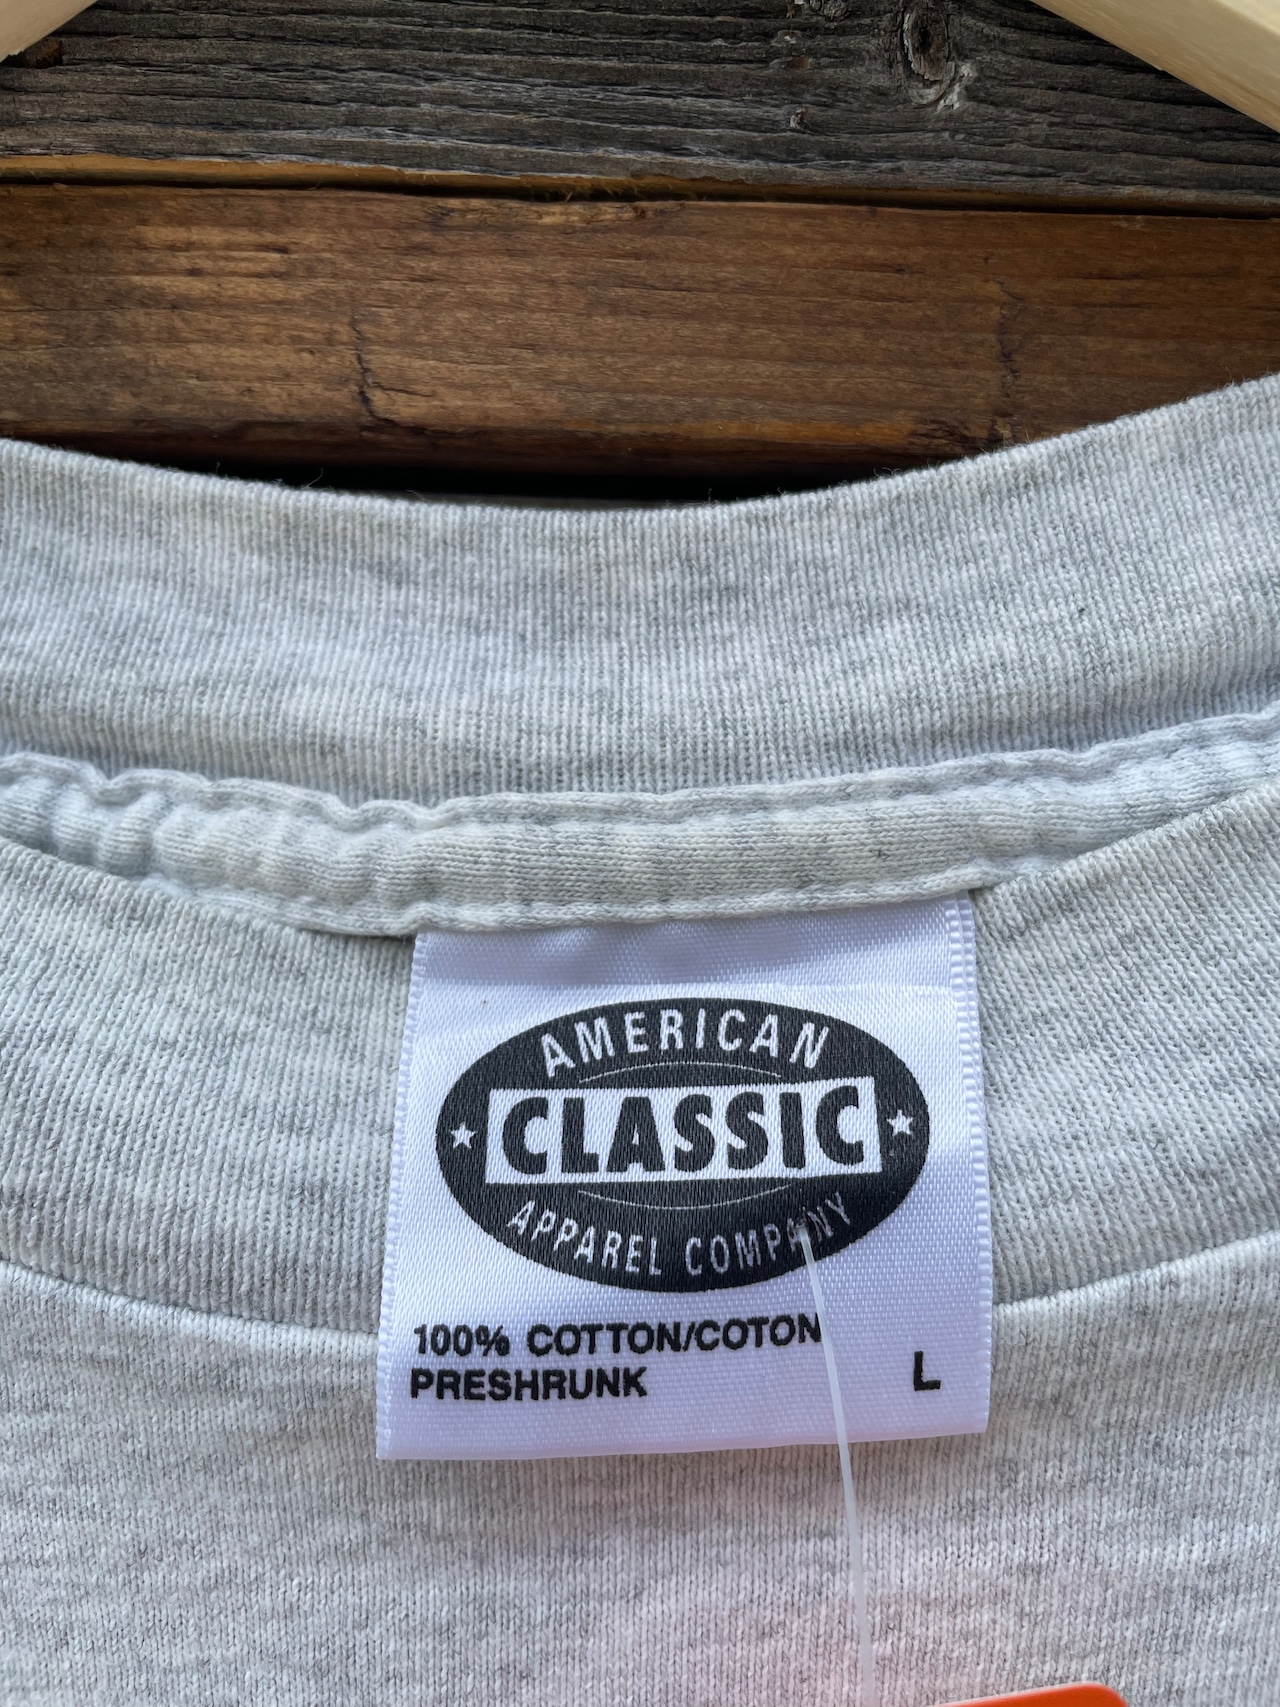 AMERICAN
CLASSIC
APPAREL COMPANY
100% COTTON/COTON
PRESHRUNK
L